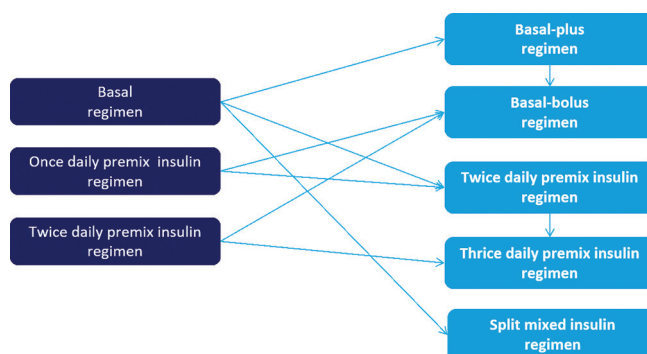 Basal
regimen
Once daily premix insulin
regimen
Twice daily premix insulin
regimen
Basal-plus
regimen
Basal-bolus
regimen
Twice daily premix insulin
regimen
Thrice daily premix insulin
regimen
Split mixed insulin
regimen